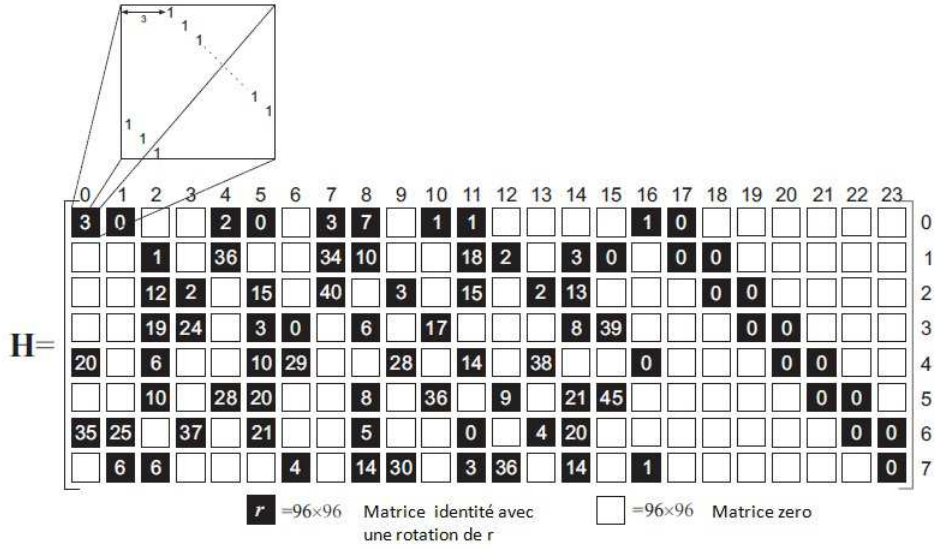 1
3
1
1
1
1
1
1
1
0 1 2 3 4 5 6 7 8 9 10 11 12 13 14 15 16 17 18 19 20 21 22 23
3 0 2 0 3 7 1 1 1 0 0
1 36 34 10 18 2 3 0 0 0 1
12 2 15 40 3 15 2 13 0 0 2
H= 19 24 3 0 6 17 8 39 0 0 3
20 6 10 29 28 14 38 0 0 0 4
10 28 20 8 36 9 21 45 0 0 5
35 25 37 21 5 0 4 20 0 0 6
6 6 4 14 30 3 36 14 1 0 7
r =96×96 Matrice identité avec =96×96 Matrice zero
une rotation de r